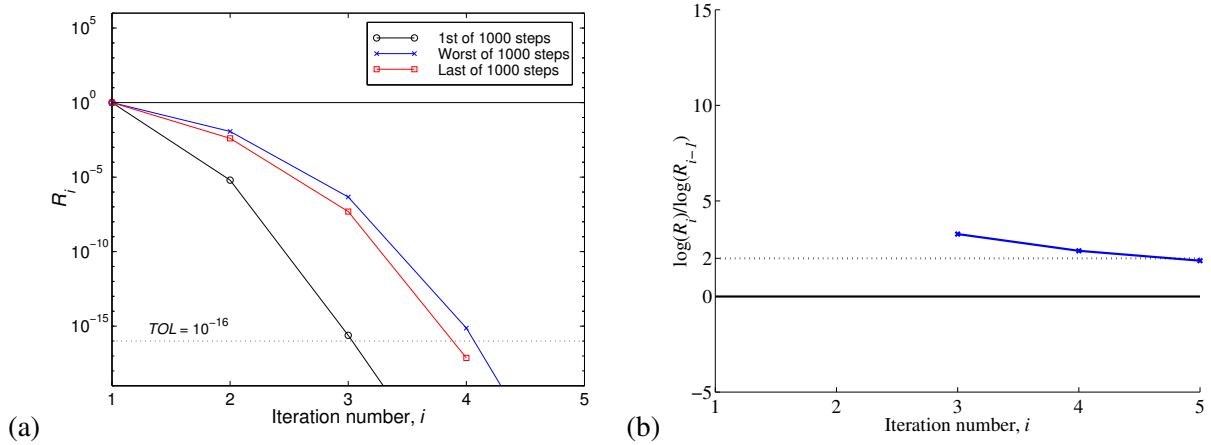 10^5
10^0
10^−5
10^−10
10^−15
R_i
1st of 1000 steps
Worst of 1000 steps
Last of 1000 steps
TOL = 10^−16
1 2 3 4 5
Iteration number, i
(a)
15
10
5
2
0
−5
log(R_i)/log(R_{i−1})
1 2 3 4 5
Iteration number, i
(b)